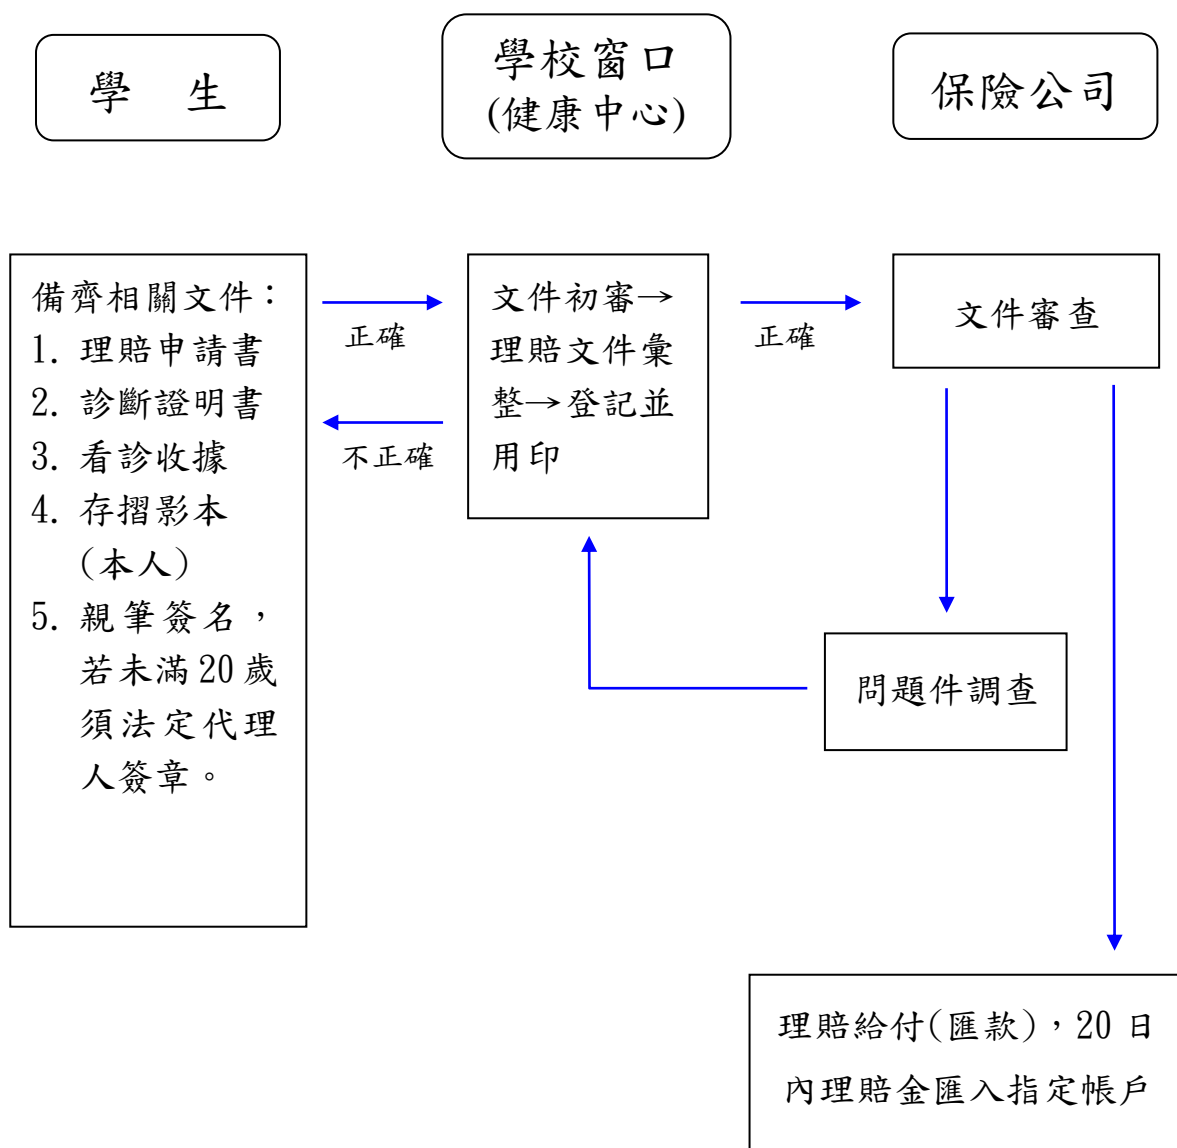 學 生
學校窗口
(健康中心)
保險公司
備齊相關文件：
1. 理賠申請書
2. 診斷證明書
3. 看診收據
4. 存摺影本
(本人)
5. 親筆簽名，
若未滿20歲
須法定代理
人簽章。
正確
不正確
文件初審→
理賠文件彙
整→登記並
用印
正確
文件審查
問題件調查
理賠給付(匯款)，20日
內理賠金匯入指定帳戶